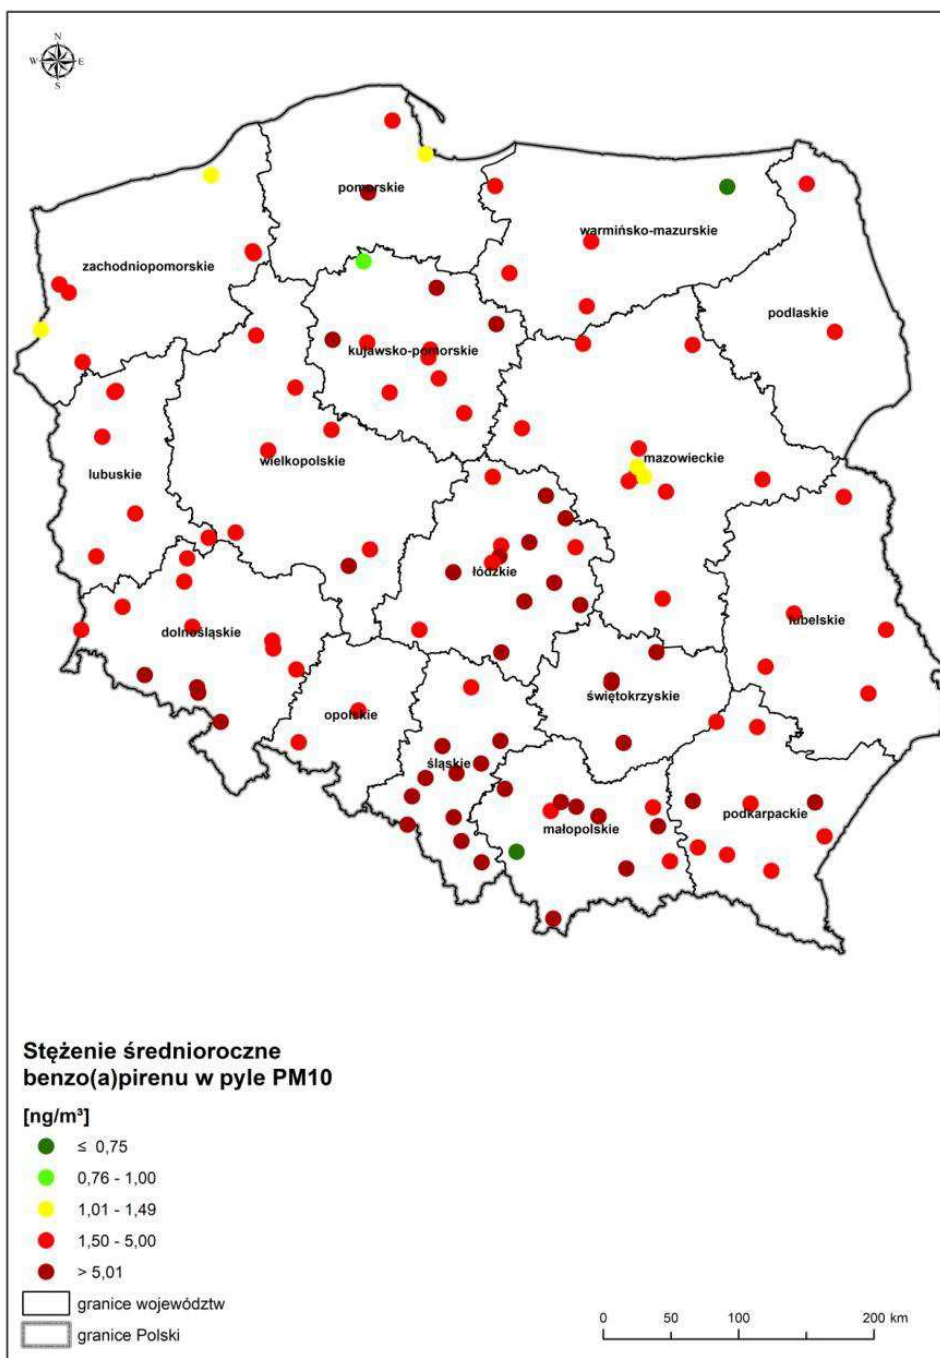 N
W E
S
pomorskie
warmińsko-mazurskie
zachodniopomorskie
podlaskie
kujawsko-pomorskie
mazowieckie
wielkopolskie
lubuskie
łódzkie
lubelskie
dolnośląskie
świętokrzyskie
opolskie
śląskie
podkarpackie
małopolskie
Stężenie średnioroczne
benzo(a)pirenu w pyle PM10
[ng/m³]
≤ 0,75
0,76 - 1,00
1,01 - 1,49
1,50 - 5,00
> 5,01
granice województw
granice Polski
0 50 100 200 km